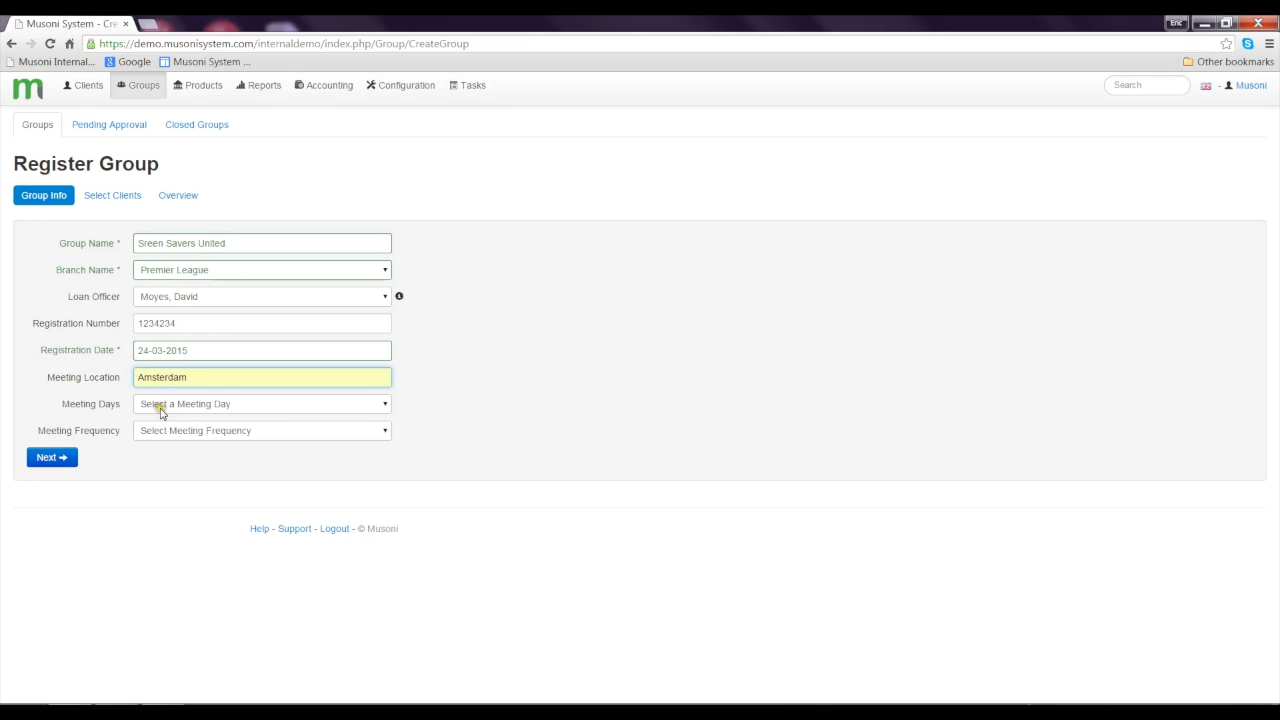 Musoni System - Cre
Eric
https://demo.musonisystem.com/internaldemo/index.php/Group/CreateGroup
Musoni Internal... Google Musoni System ... Other bookmarks
m Clients Groups Products Reports Accounting Configuration Tasks Search - Musoni
Groups Pending Approval Closed Groups
Register Group
Group Info Select Clients Overview
Group Name * Sreen Savers United
Branch Name * Premier League
Loan Officer Moyes, David
Registration Number 1234234
Registration Date * 24-03-2015
Meeting Location Amsterdam
Meeting Days Select a Meeting Day
Meeting Frequency Select Meeting Frequency
Next
Help - Support - Logout - © Musoni